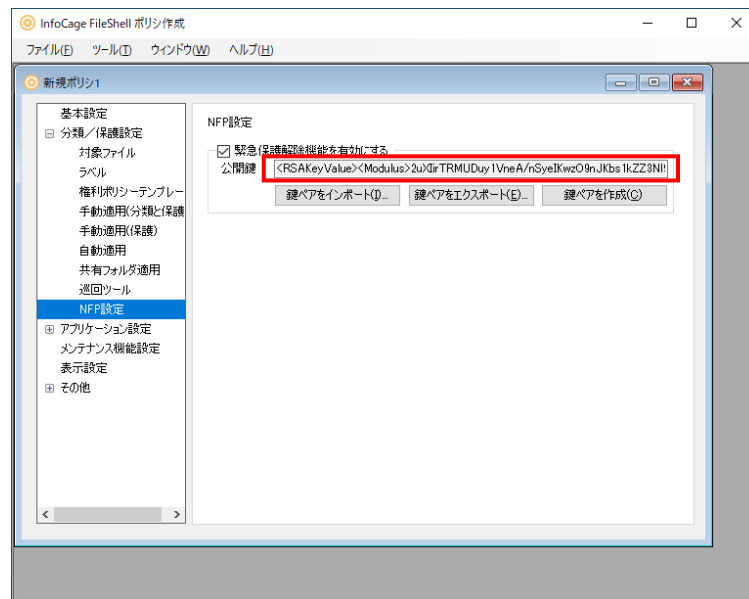 InfoCage FileShell ポリシ作成
ファイル(F) ツール(T) ウィンドウ(W) ヘルプ(H)
新規ポリシ1
基本設定
分類/保護設定
対象ファイル
ラベル
権利ポリシーテンプレー
手動適用(分類と保護
手動適用(保護)
自動適用
共有フォルダ適用
巡回ツール
NFP設定
アプリケーション設定
メンテナンス機能設定
表示設定
その他
NFP設定
緊急保護解除機能を有効にする
公開鍵
鍵ペアをインポート(I)... 鍵ペアをエクスポート(E)... 鍵ペアを作成(C)